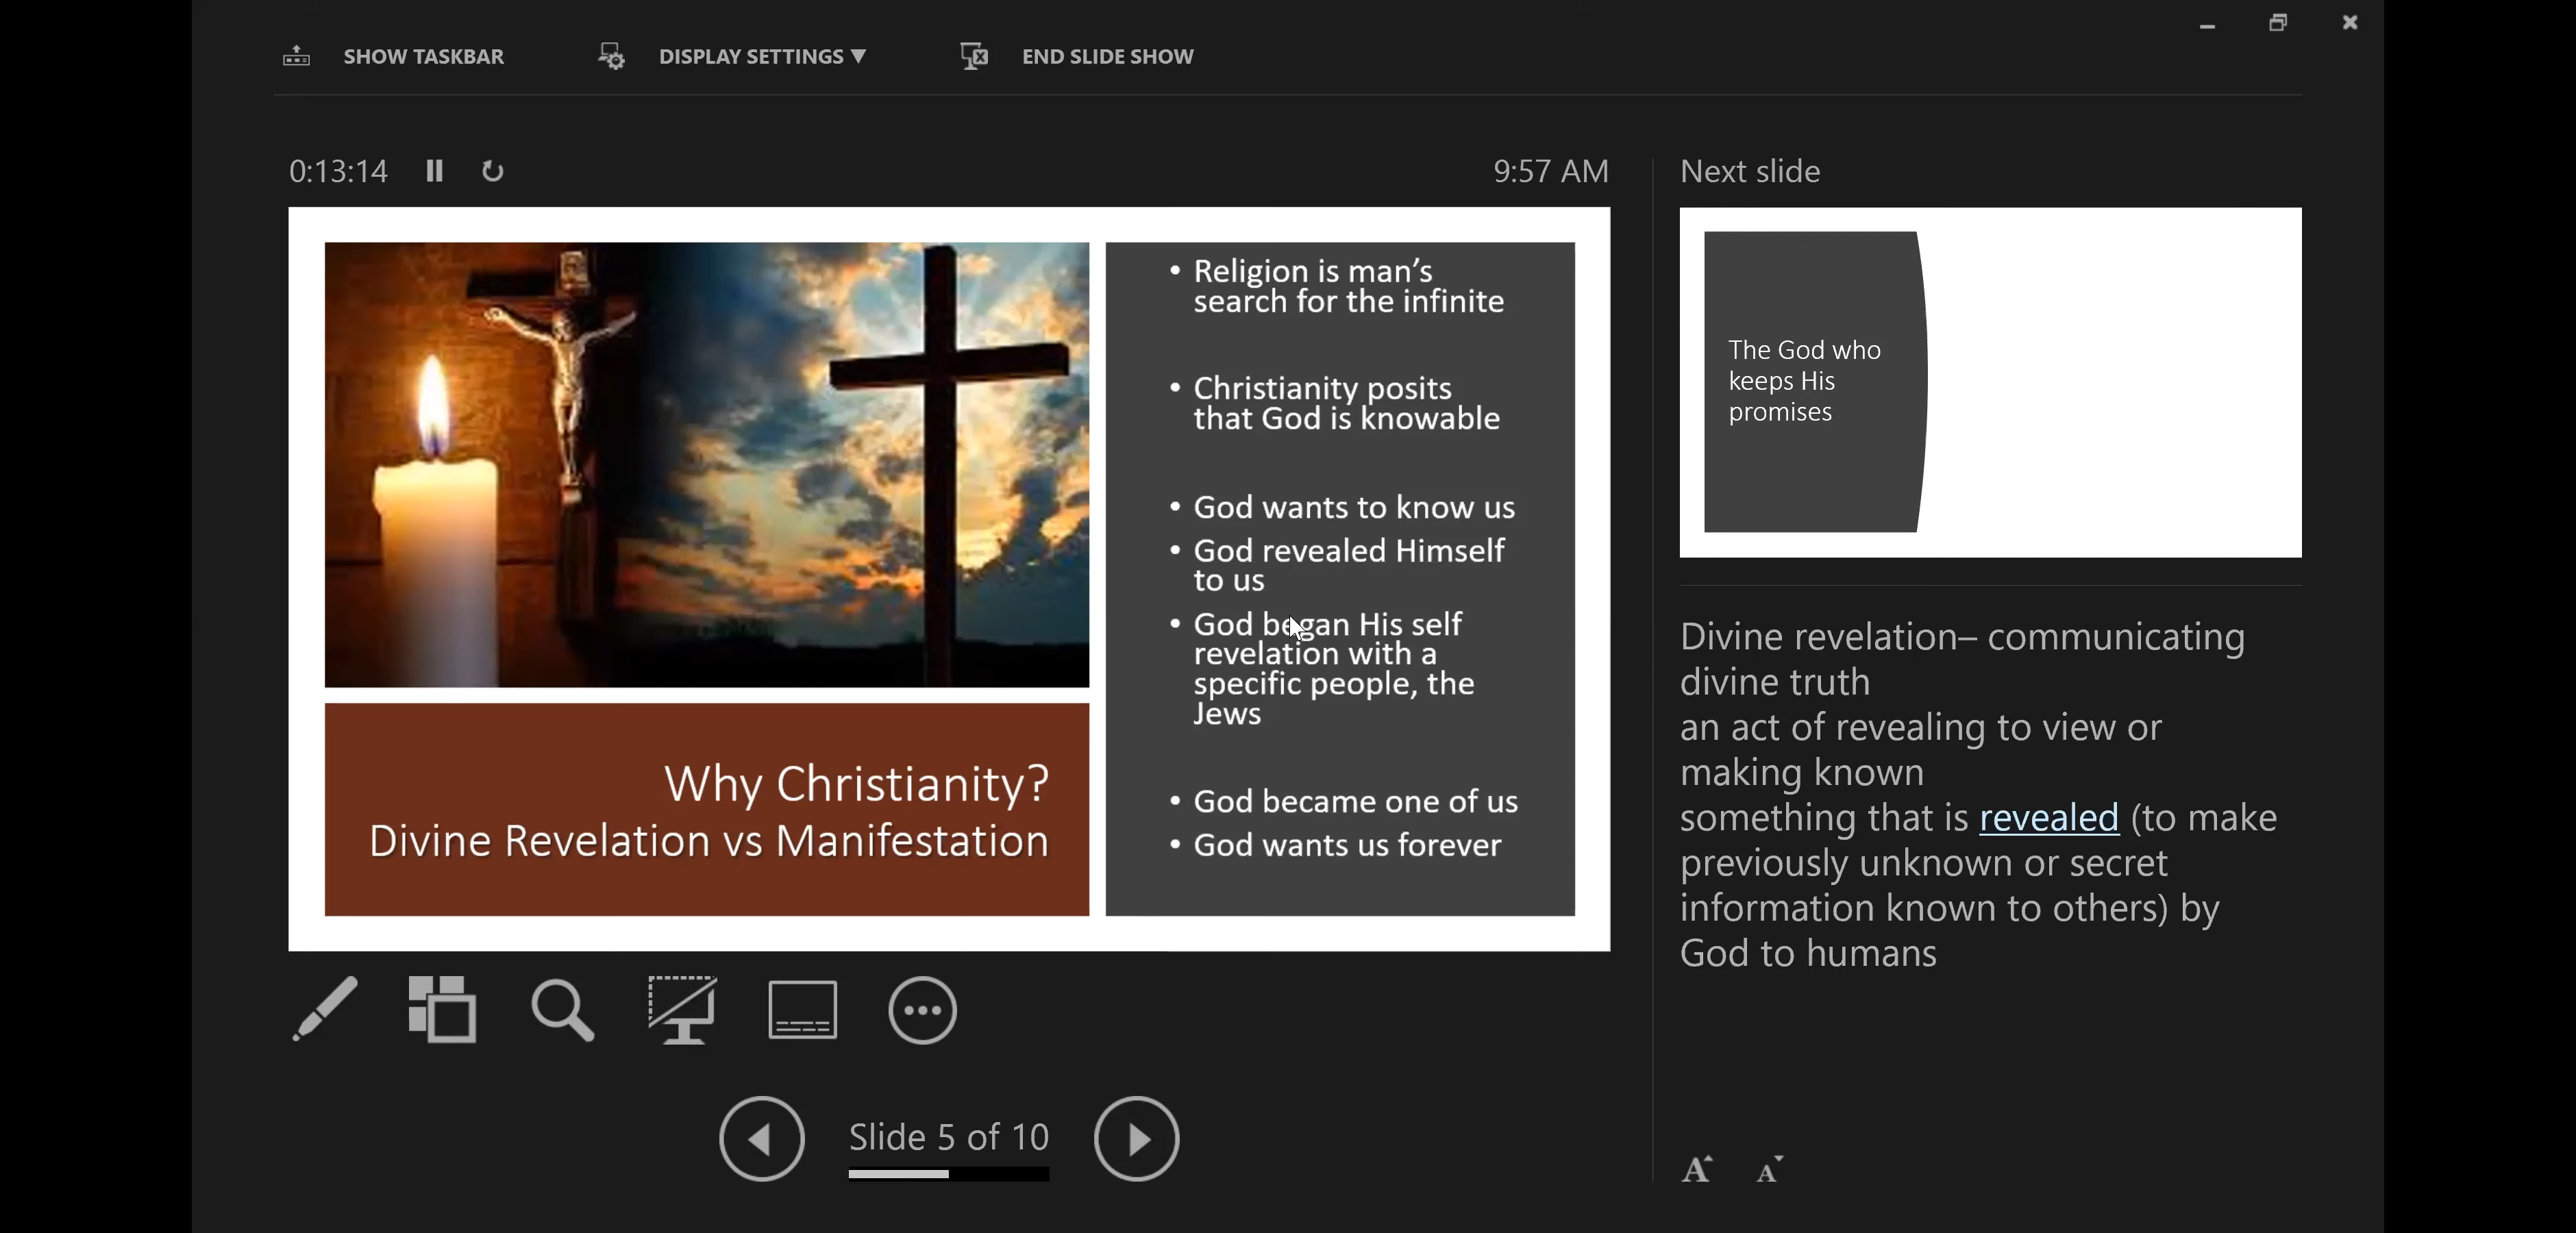 SHOW TASKBAR
DISPLAY SETTINGS ▼
END SLIDE SHOW
0:13:14
9:57 AM
Next slide
• Religion is man's
search for the infinite
• Christianity posits
that God is knowable
• God wants to know us
• God revealed Himself
to us
• God began His self
revelation with a
specific people, the
Jews
• God became one of us
• God wants us forever
Why Christianity?
Divine Revelation vs Manifestation
The God who
keeps His
promises
Divine revelation– communicating
divine truth
an act of revealing to view or
making known
something that is revealed (to make
previously unknown or secret
information known to others) by
God to humans
Slide 5 of 10
A A